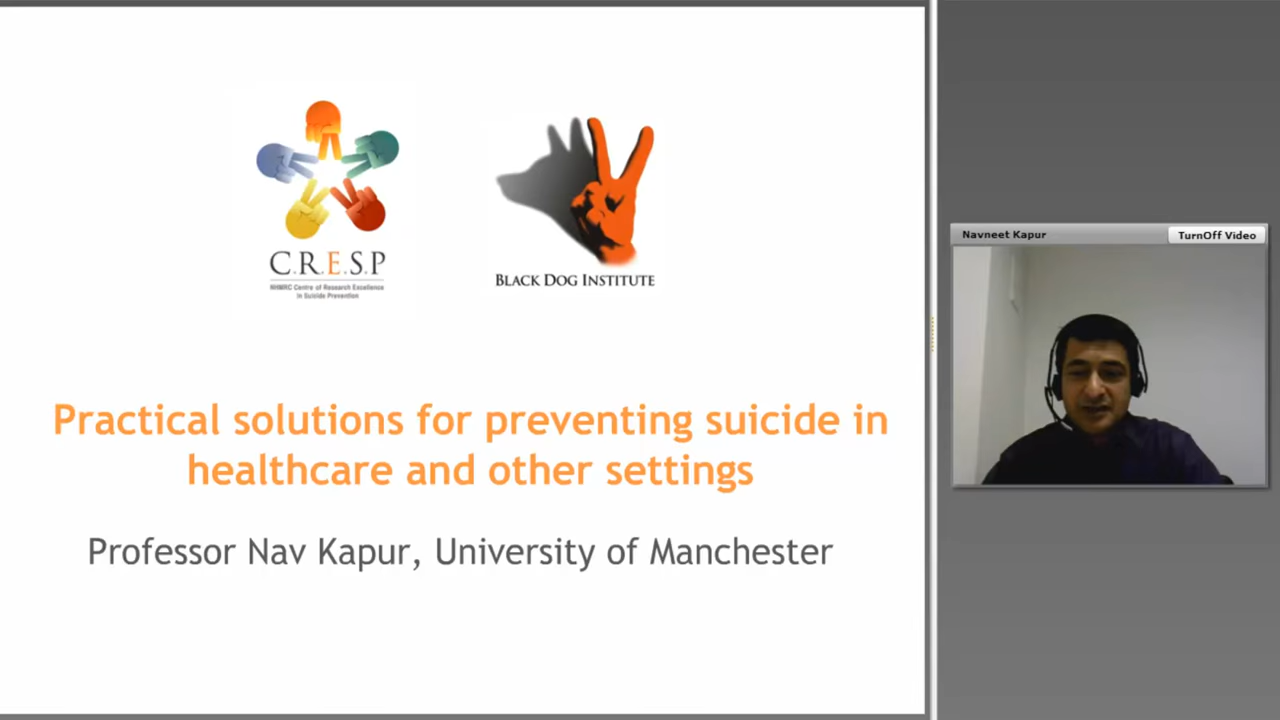 C.R.E.S.P
NHMRC Centre of Research Excellence
in Suicide Prevention
BLACK DOG INSTITUTE
Practical solutions for preventing suicide in
healthcare and other settings
Professor Nav Kapur, University of Manchester
Navneet Kapur
TurnOff Video